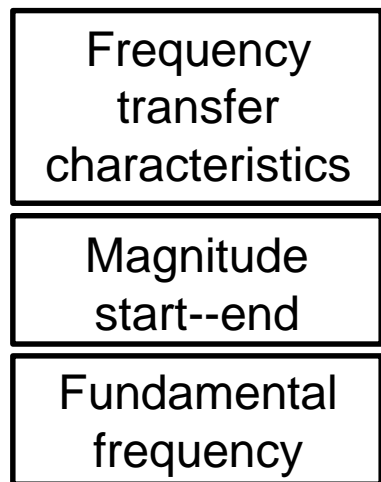 Frequency
transfer
characteristics
Magnitude
start--end
Fundamental
frequency